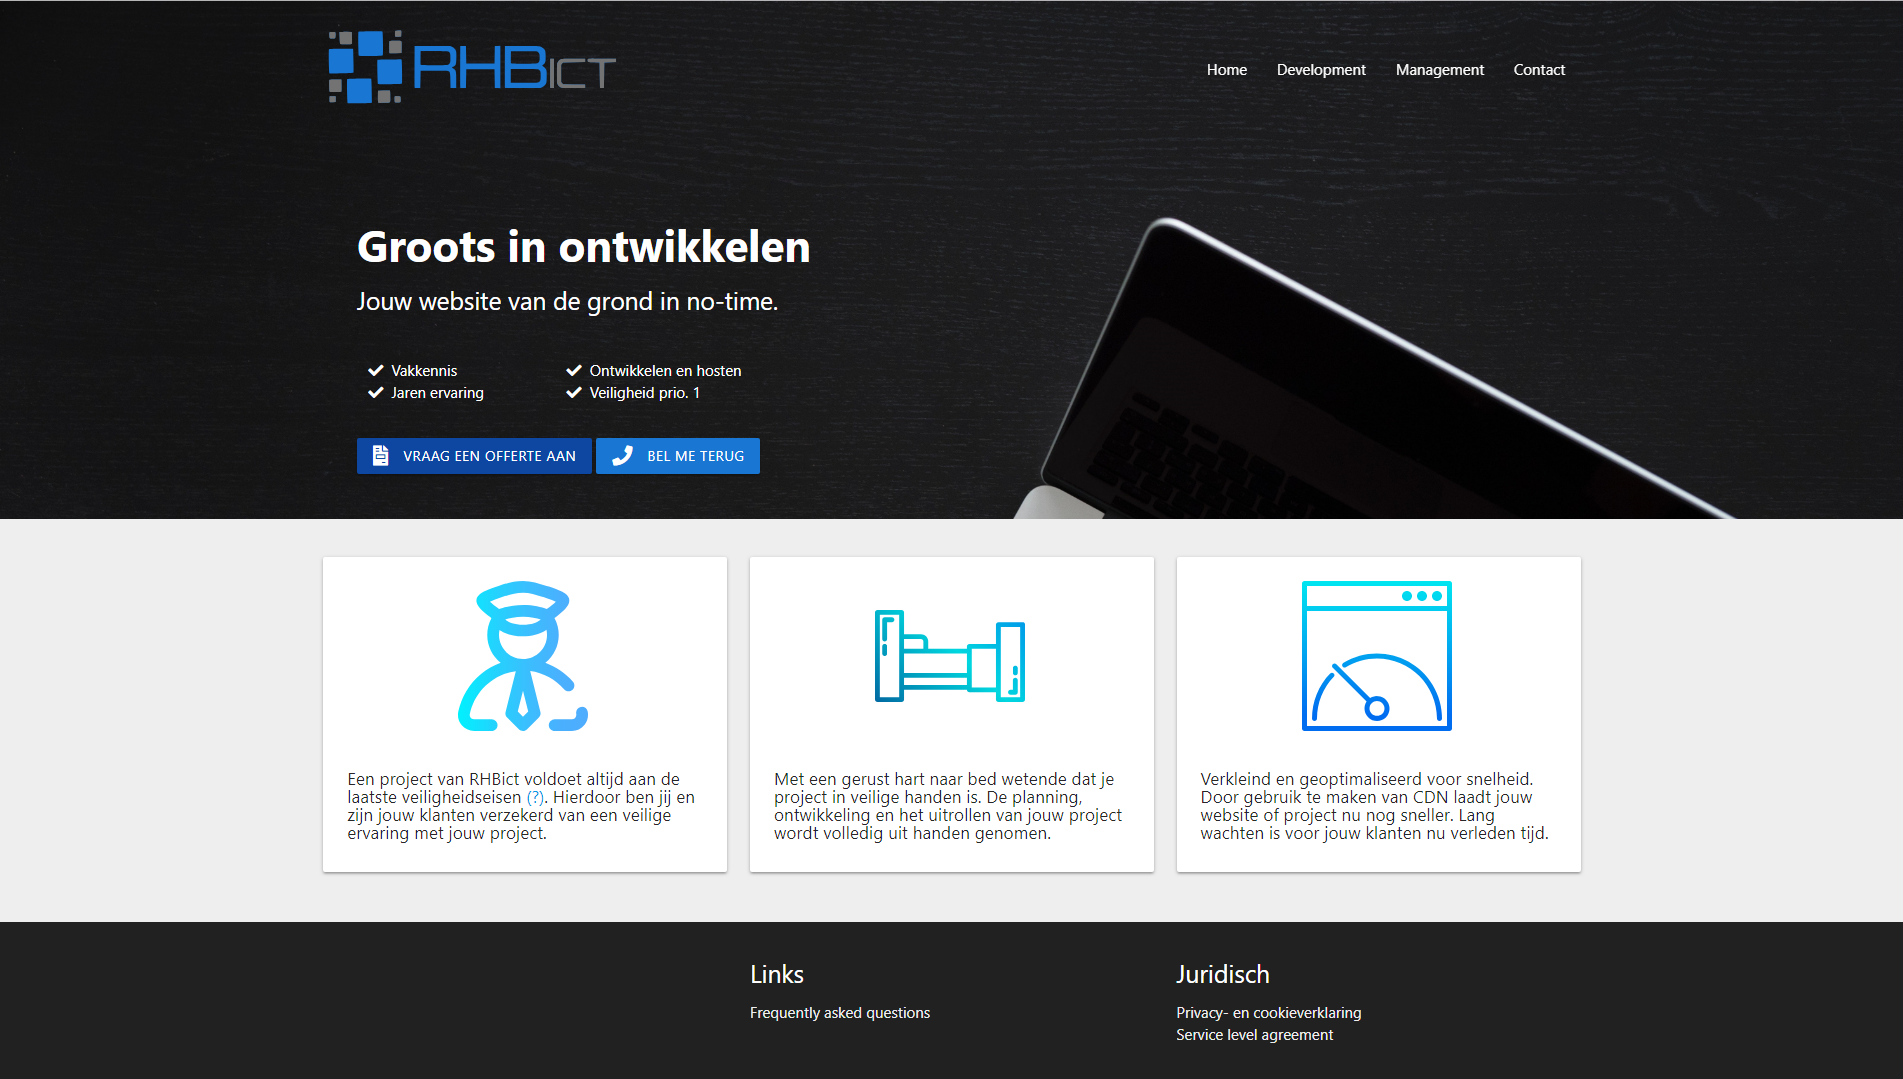 RHBICT
Home
Development
Management
Contact
Groots in ontwikkelen
Jouw website van de grond in no-time.
Vakkennis
Jaren ervaring
Ontwikkelen en hosten
Veiligheid prio. 1
VRAAG EEN OFFERTE AAN
BEL ME TERUG
Een project van RHBict voldoet altijd aan de
laatste veiligheidseisen (?). Hierdoor ben jij en
zijn jouw klanten verzekerd van een veilige
ervaring met jouw project.
Met een gerust hart naar bed wetende dat je
project in veilige handen is. De planning,
ontwikkeling en het uitrollen van jouw project
wordt volledig uit handen genomen.
Verkleind en geoptimaliseerd voor snelheid.
Door gebruik te maken van CDN laadt jouw
website of project nu nog sneller. Lang
wachten is voor jouw klanten nu verleden tijd.
Links
Frequently asked questions
Juridisch
Privacy- en cookieverklaring
Service level agreement